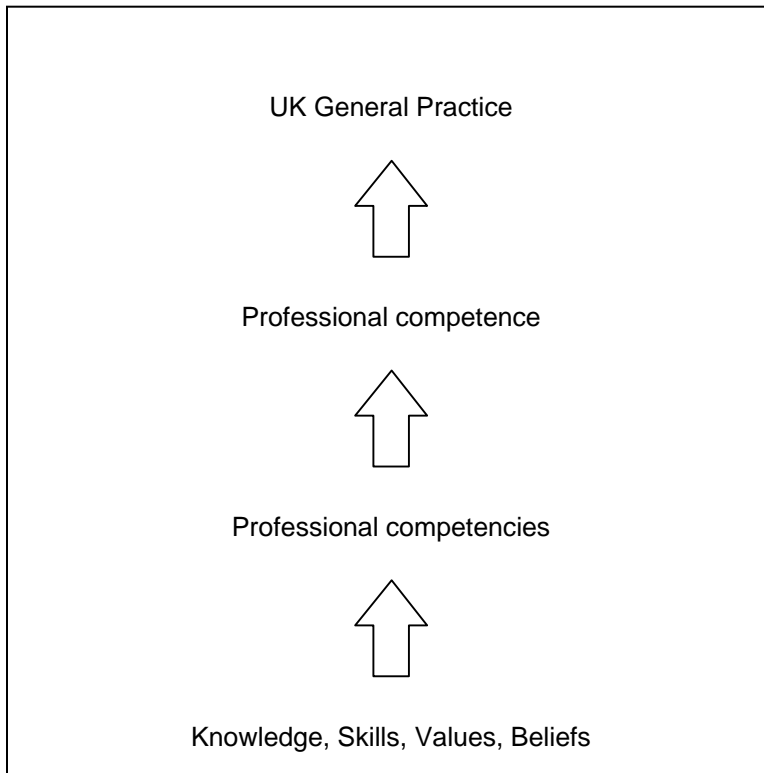 UK General Practice
Professional competence
Professional competencies
Knowledge, Skills, Values, Beliefs